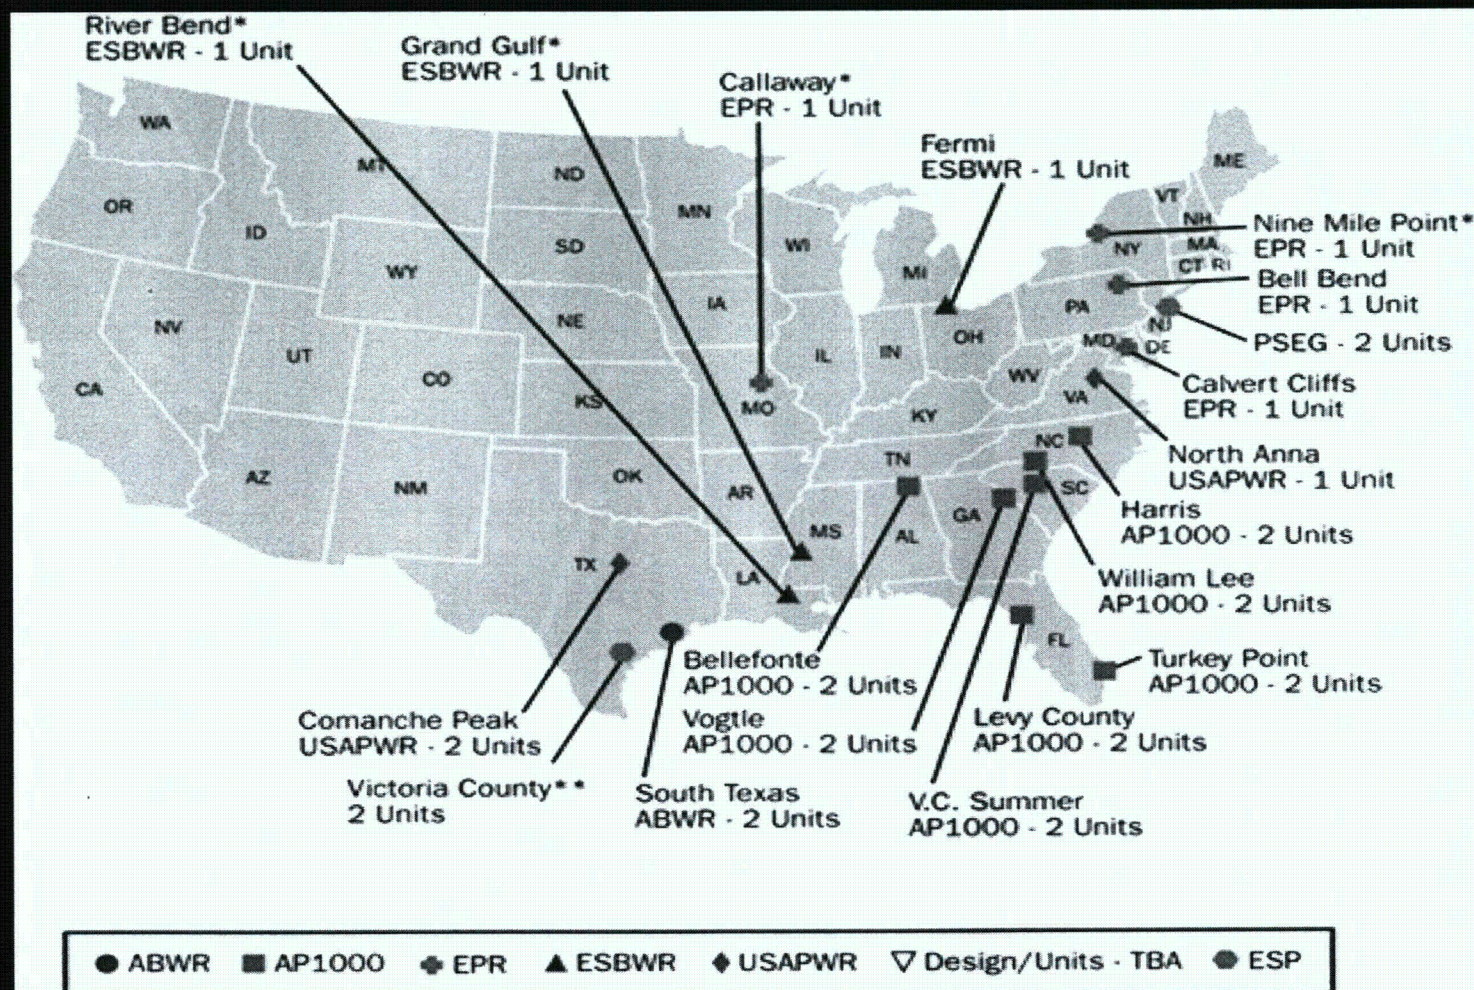 River Bend*
ESBWR - 1 Unit
Grand Gulf*
ESBWR - 1 Unit
Callaway*
EPR - 1 Unit
Fermi
ESBWR - 1 Unit
Nine Mile Point*
EPR - 1 Unit
Bell Bend
EPR - 1 Unit
PSEG - 2 Units
Calvert Cliffs
EPR - 1 Unit
North Anna
USAPWR - 1 Unit
Harris
AP1000 - 2 Units
William Lee
AP1000 - 2 Units
Turkey Point
AP1000 - 2 Units
Levy County
AP1000 - 2 Units
V.C. Summer
AP1000 - 2 Units
Bellefonte
AP1000 - 2 Units
Vogtle
AP1000 - 2 Units
South Texas
ABWR - 2 Units
Comanche Peak
USAPWR - 2 Units
Victoria County**
2 Units
WA
MT
ND
MN
OR
ID
WY
SD
WI
MI
VT
ME
NH
NY
MA
CT RI
NV
UT
CO
NE
IA
IL
IN
OH
PA
NJ
MD
DE
CA
KS
MO
KY
WV
VA
AZ
NM
OK
AR
TN
NC
SC
TX
LA
MS
AL
GA
FL
ABWR AP1000 EPR ESBWR USAPWR Design/Units - TBA ESP